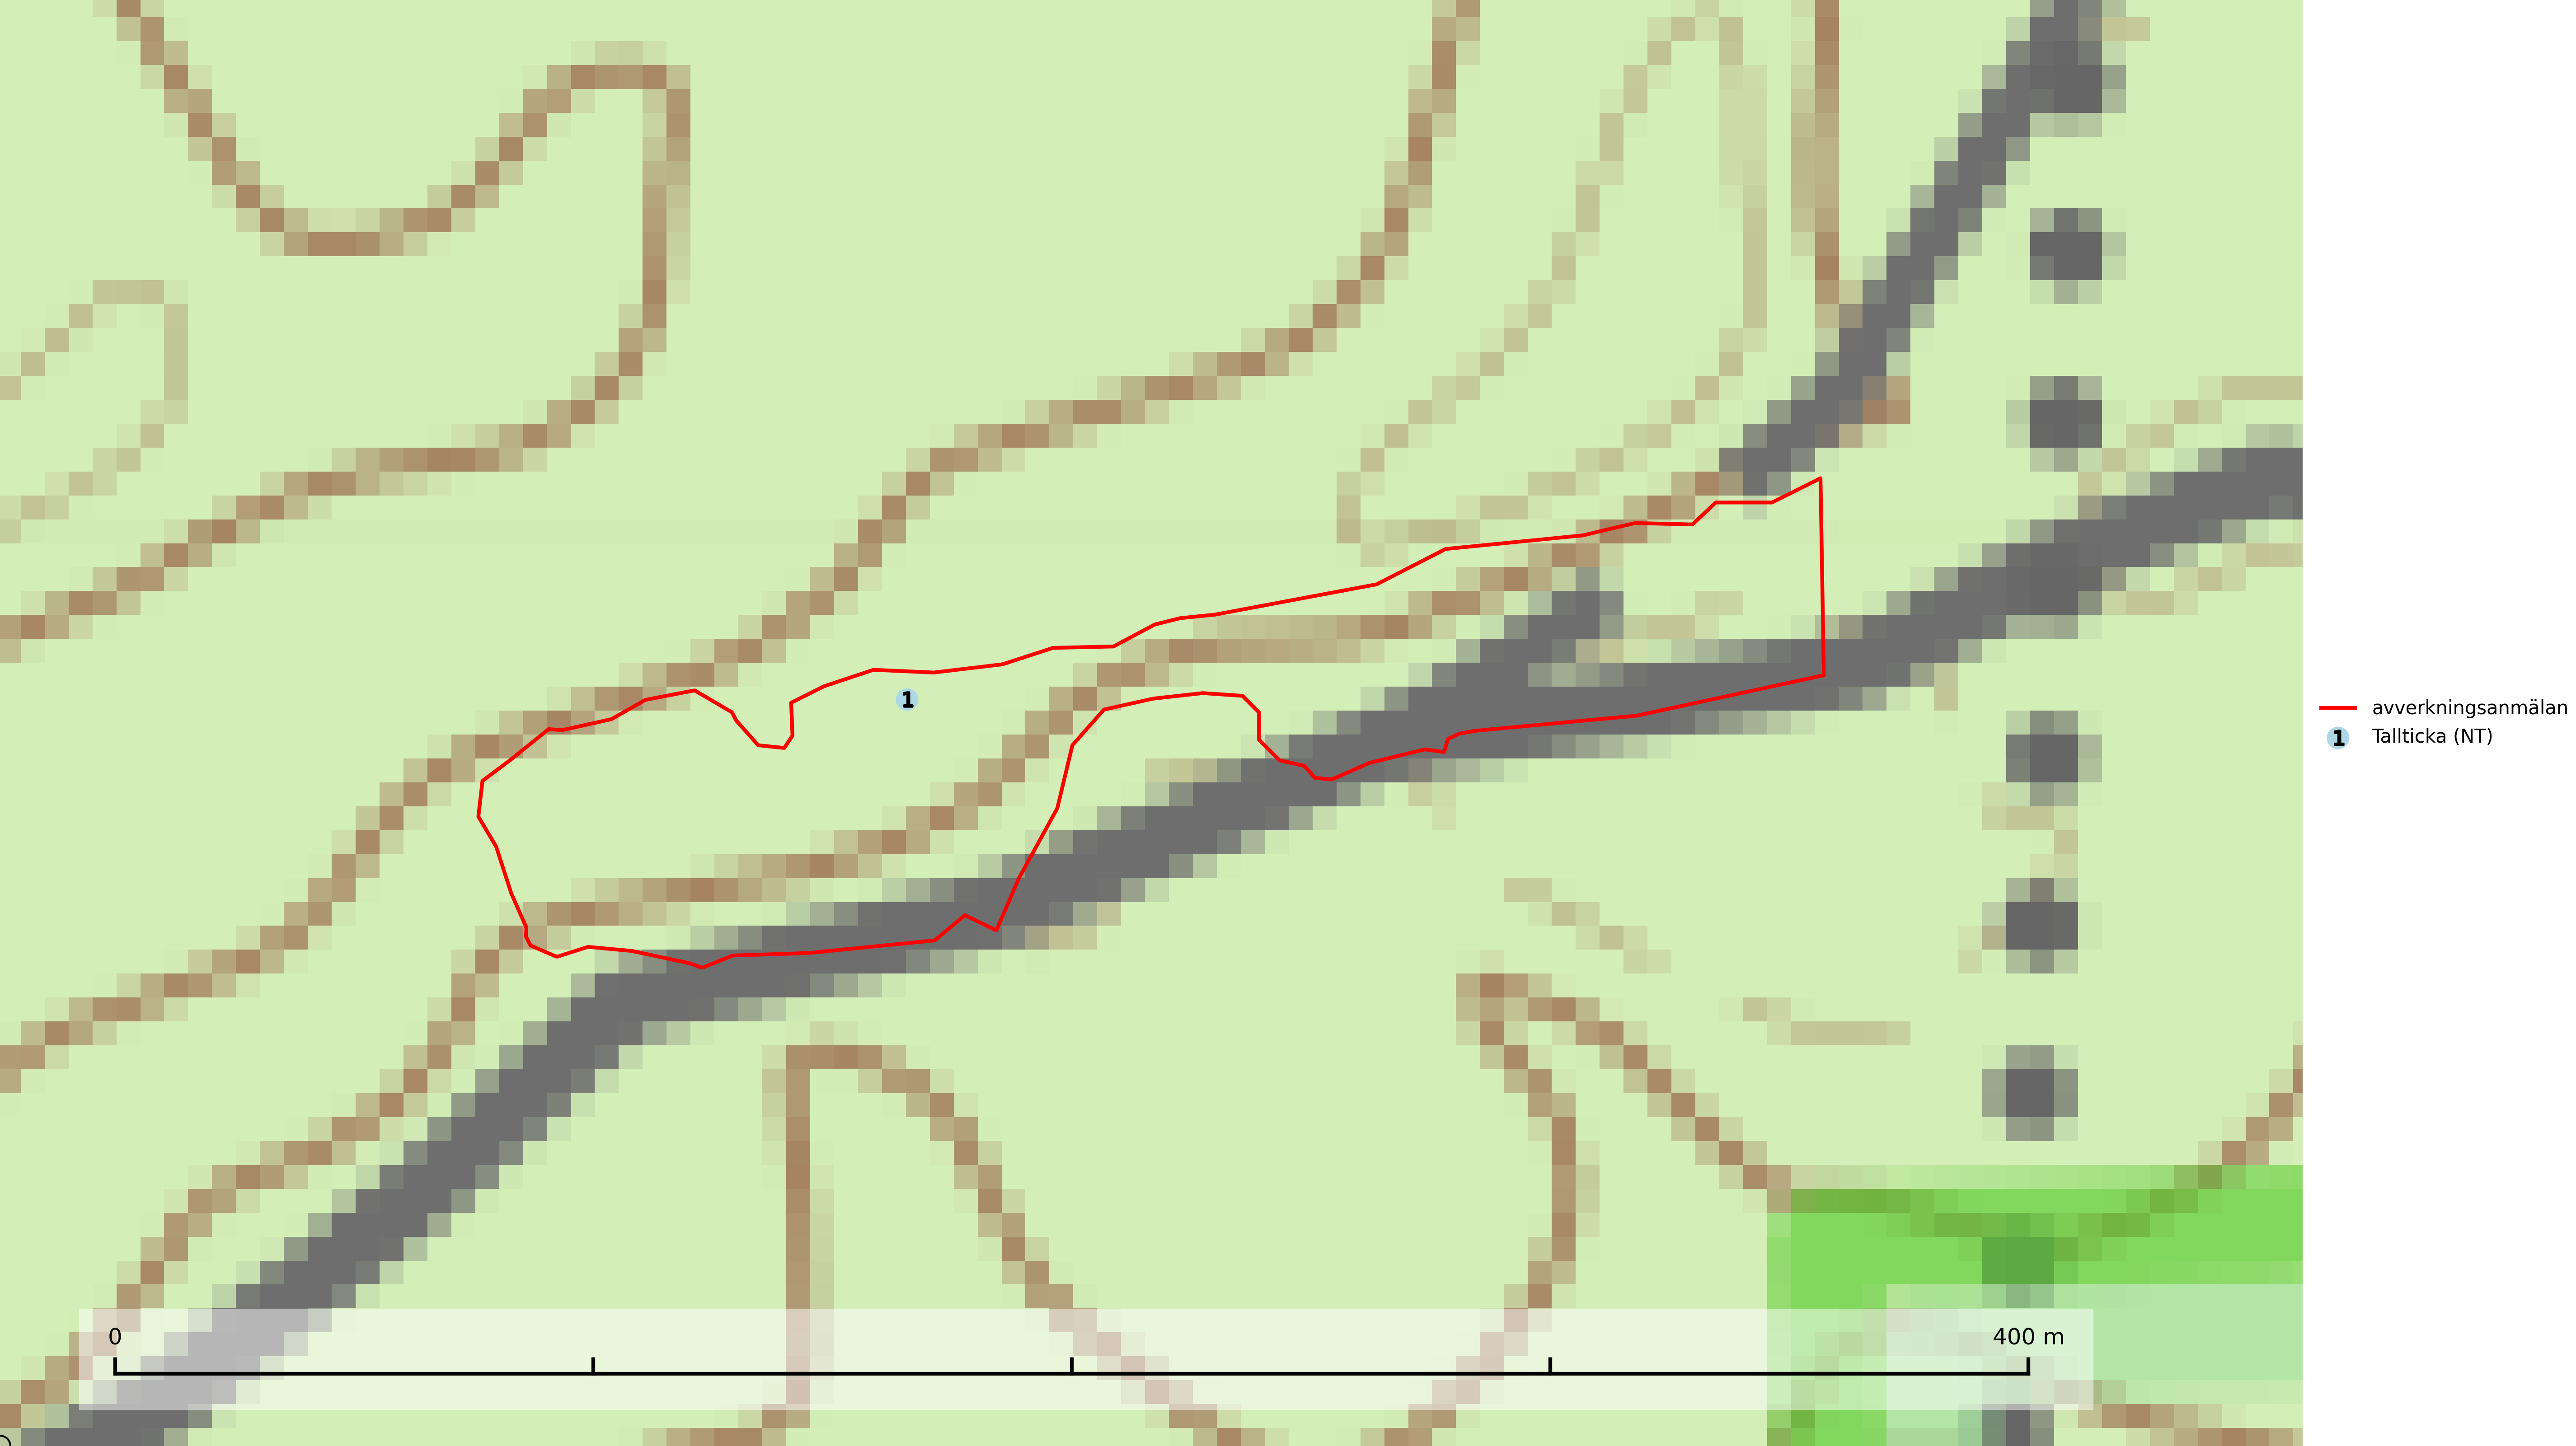 1
avverkningsanmälan
1 Tallticka (NT)
0 400 m